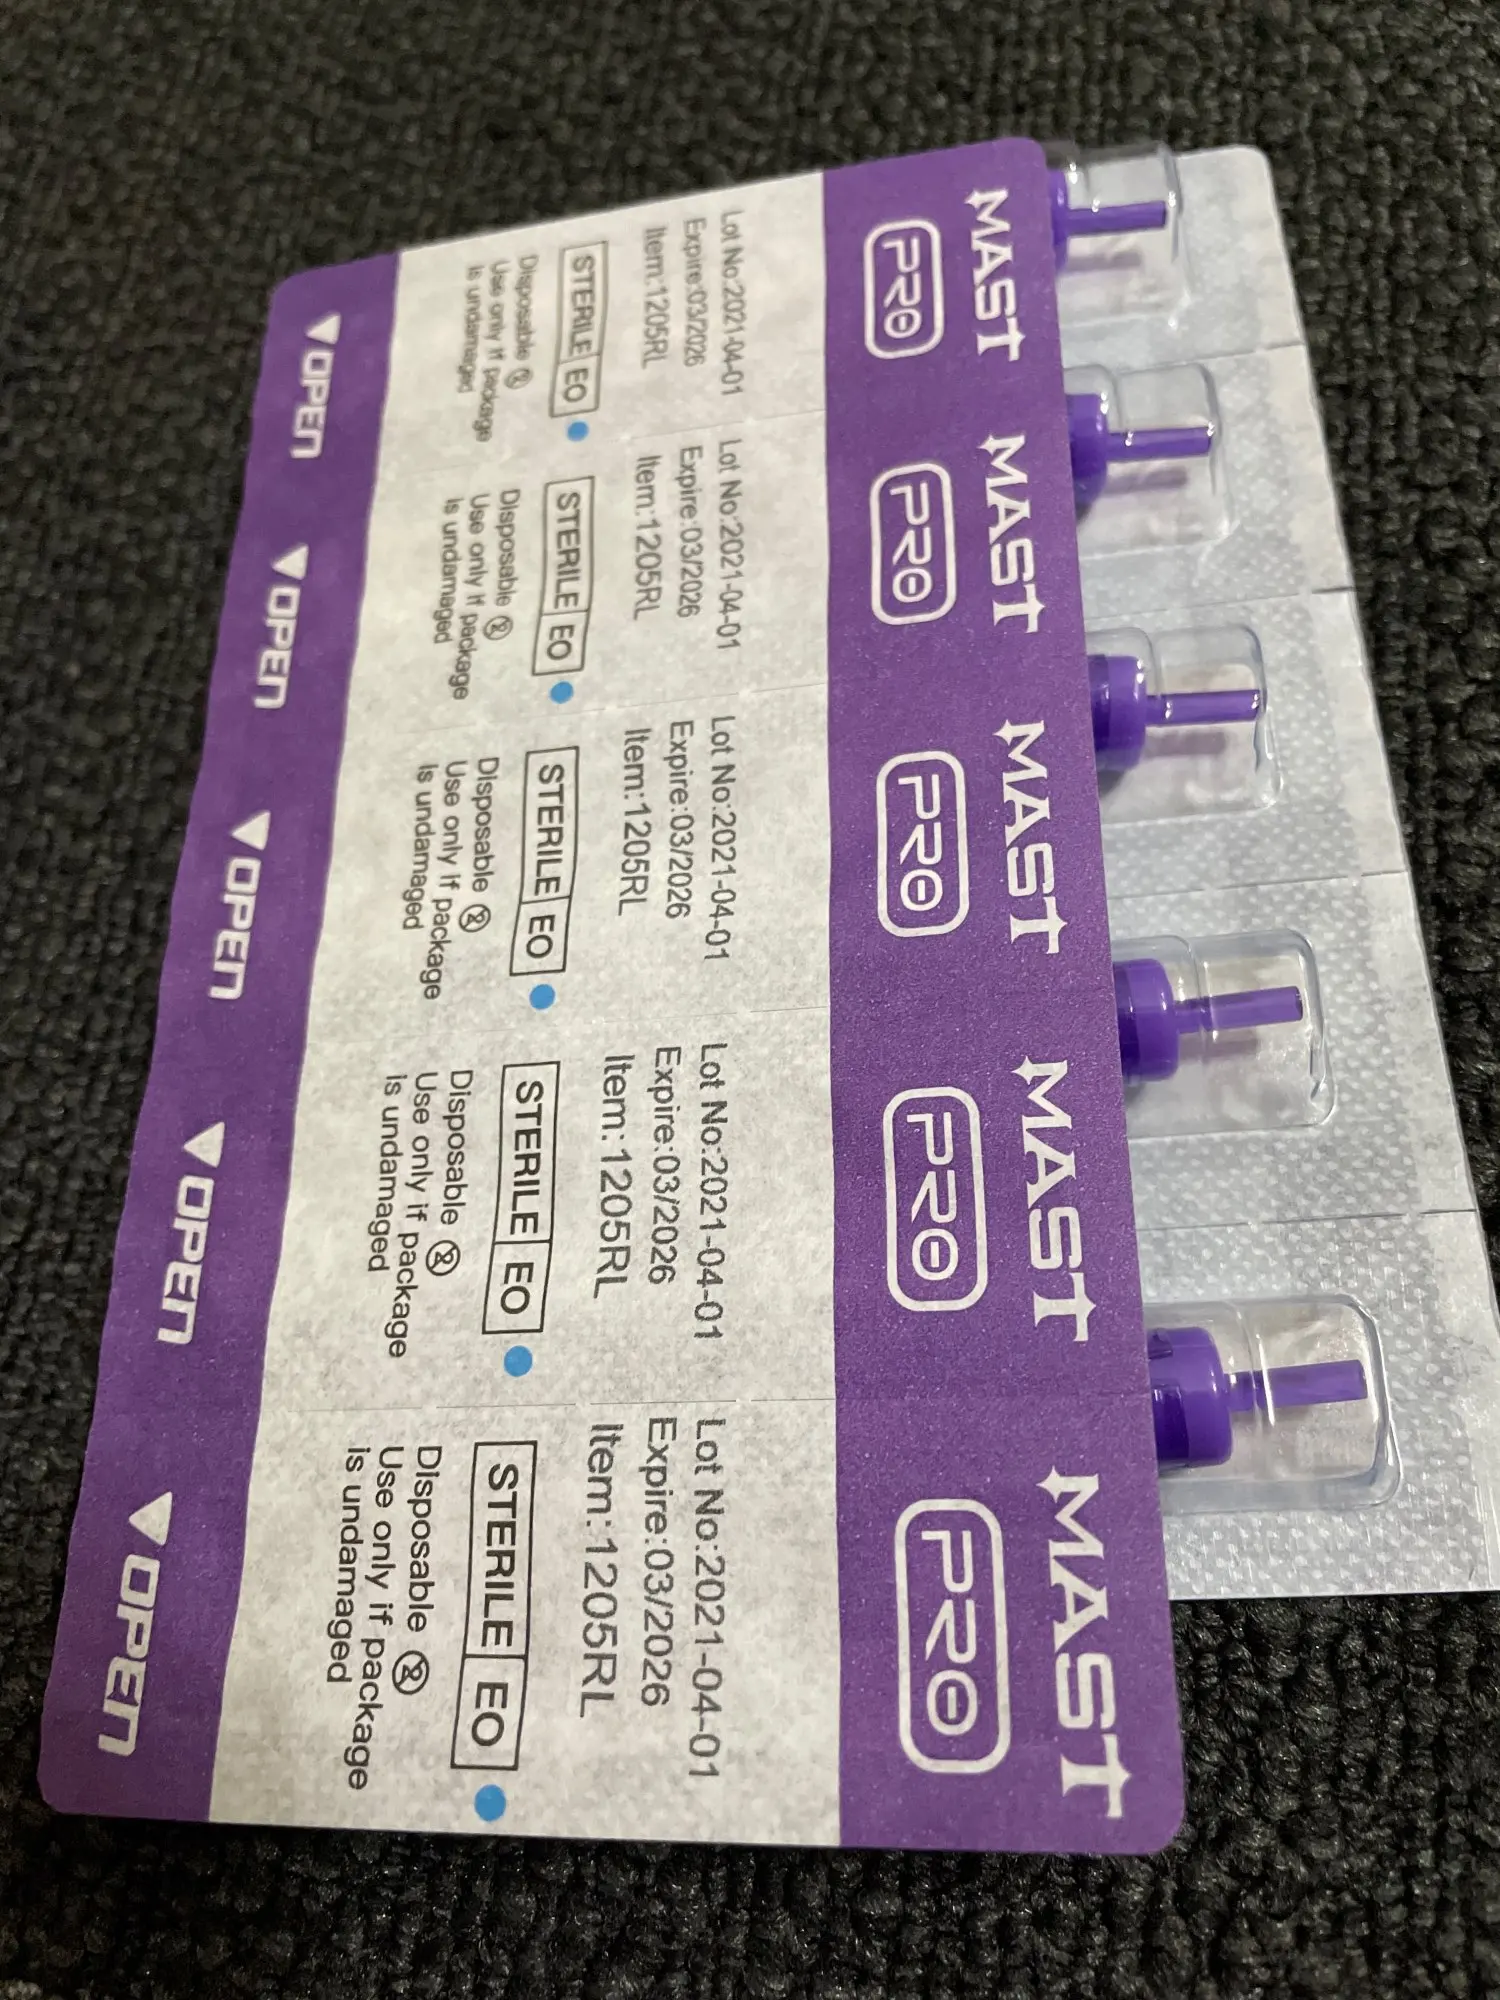 MAST
PRO
Lot No:2021-04-01
Expire:03/2026
Item:1205RL
STERILE EO
Disposable ②
Use only if package
is undamaged
OPEN
MAST
PRO
Lot No:2021-04-01
Expire:03/2026
Item:1205RL
STERILE EO
Disposable ②
Use only if package
is undamaged
OPEN
MAST
PRO
Lot No:2021-04-01
Expire:03/2026
Item:1205RL
STERILE EO
Disposable ②
Use only if package
is undamaged
OPEN
MAST
PRO
Lot No:2021-04-01
Expire:03/2026
Item:1205RL
STERILE EO
Disposable ②
Use only if package
is undamaged
OPEN
MAST
PRO
Lot No:2021-04-01
Expire:03/2026
Item:1205RL
STERILE EO
Disposable ②
Use only if package
is undamaged
OPEN